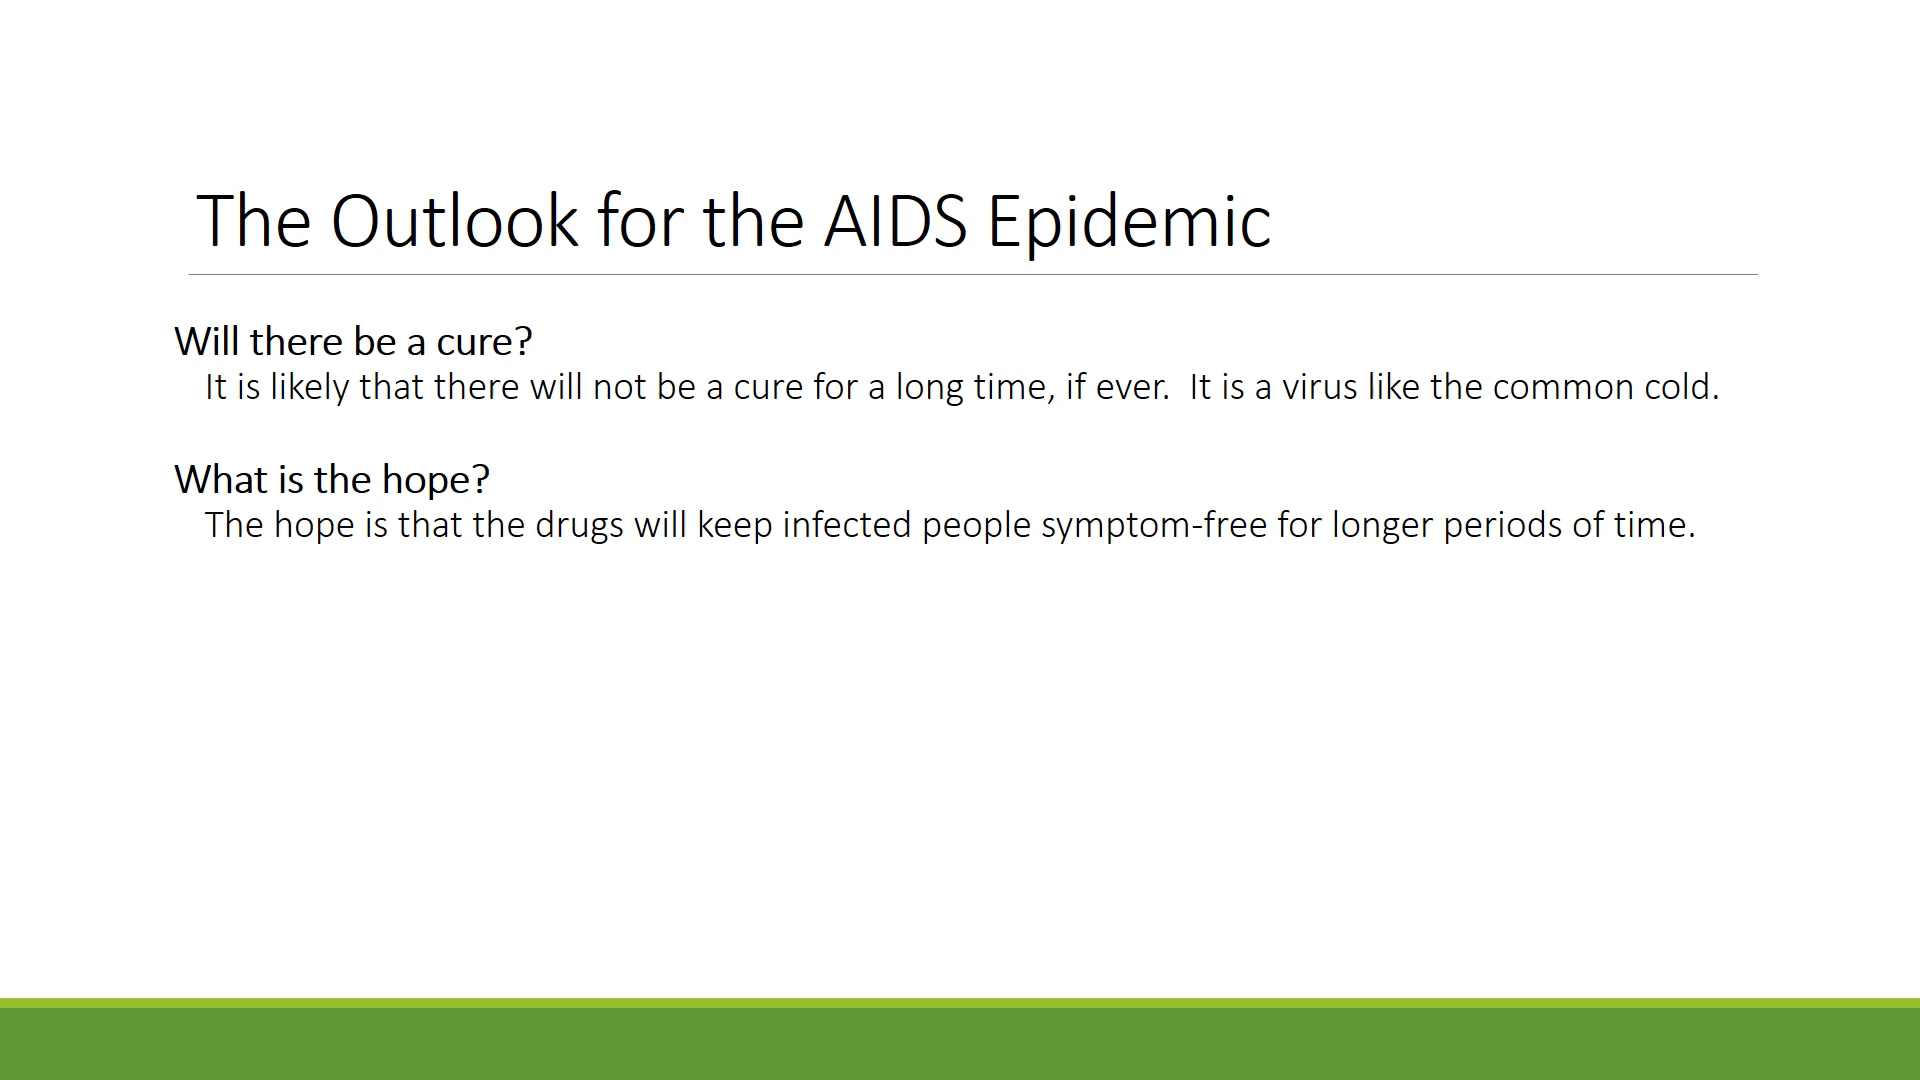 The Outlook for the AIDS Epidemic
Will there be a cure?
It is likely that there will not be a cure for a long time, if ever.  It is a virus like the common cold.
What is the hope?
The hope is that the drugs will keep infected people symptom-free for longer periods of time.